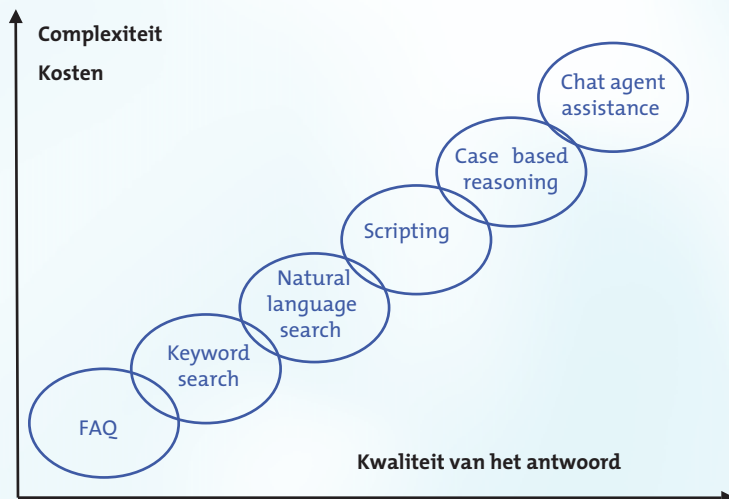 Complexiteit
Kosten
Chat agent
assistance
Case based
reasoning
Scripting
Natural
language
search
Keyword
search
FAQ
Kwaliteit van het antwoord